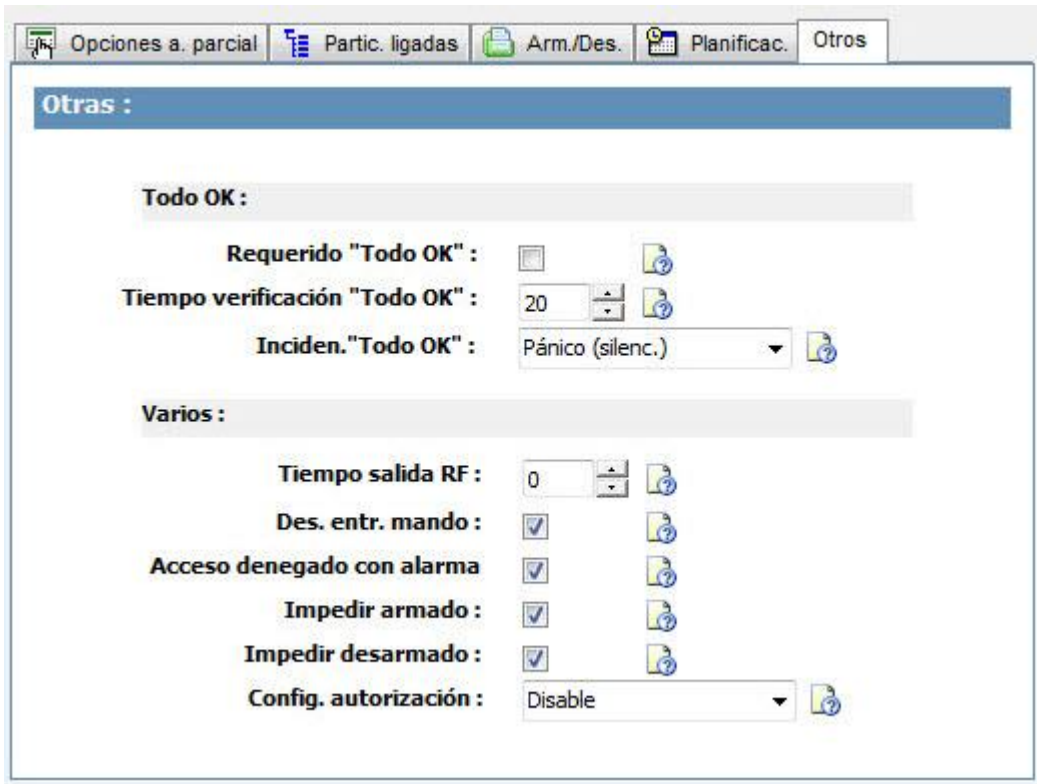 Opciones a. parcial Partic. ligadas Arm./Des. Planificac. Otros
Otras :
Todo OK :
Requerido "Todo OK" :
Tiempo verificación "Todo OK" : 20
Inciden."Todo OK" : Pánico (silenc.)
Varios :
Tiempo salida RF : 0
Des. entr. mando :
Acceso denegado con alarma
Impedir armado :
Impedir desarmado :
Config. autorización : Disable